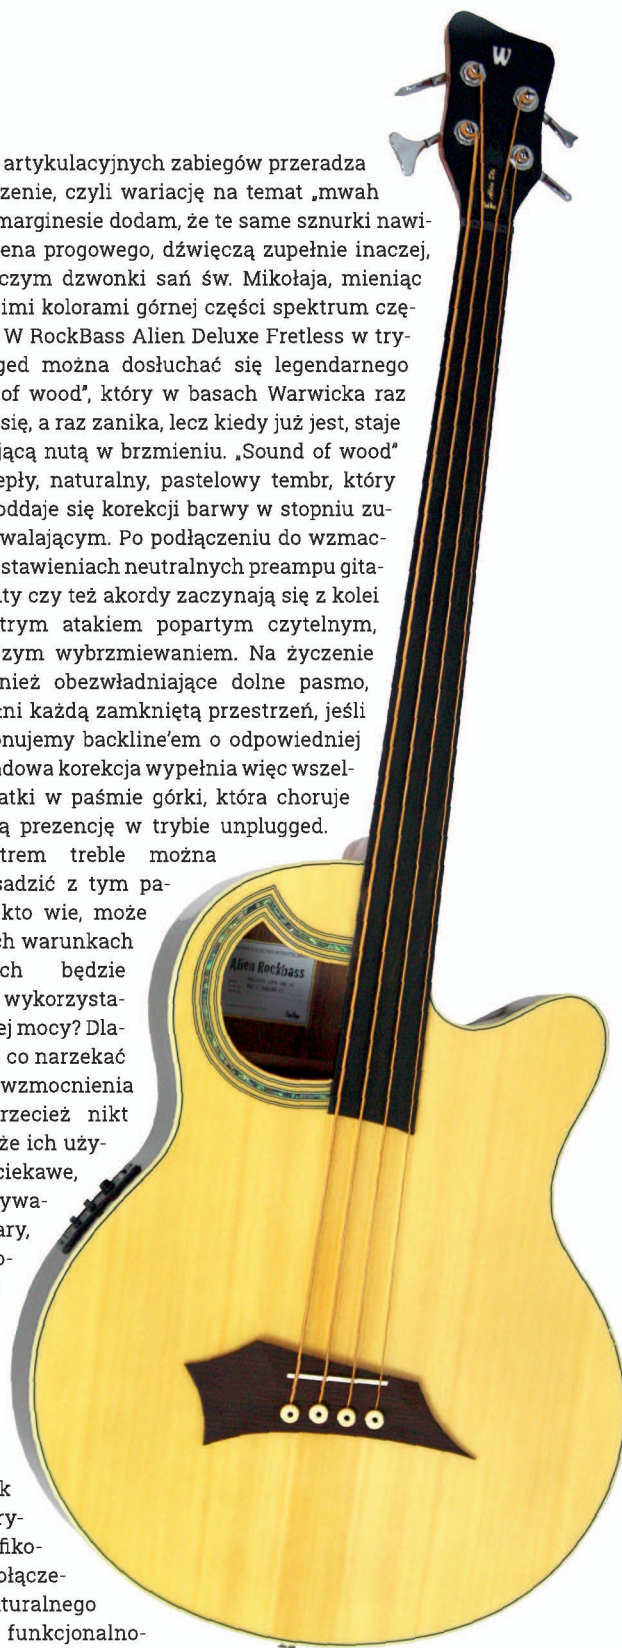 W
artykulacyjnych zabiegów przeradza
zenie, czyli wariację na temat „mwah
marginesie dodam, że te same sznurki nawi-
ena progowego, dźwięczą zupełnie inaczej,
czym dzwonki sań św. Mikołaja, mieniąc
imi kolorami górnej części spektrum czę-
W RockBass Alien Deluxe Fretless w try-
ged można dosłuchać się legendarnego
of wood”, który w basach Warwicka raz
się, a raz zanika, lecz kiedy już jest, staje
jącą nutą w brzmieniu. „Sound of wood”
epły, naturalny, pastelowy tembr, który
oddaje się korekcji barwy w stopniu zu-
walającym. Po podłączeniu do wzmac-
stawieniach neutralnych preampu gita-
ty czy też akordy zaczynają się z kolei
trym atakiem popartym czytelnym,
zym wybrzmiewaniem. Na życzenie
nież obezwładniające dolne pasmo,
łni każdą zamkniętą przestrzeń, jeśli
onujemy backline’em o odpowiedniej
adowa korekcja wypełnia więc wszel-
atki w paśmie górki, która choruje
ą prezencję w trybie unplugged.
trem treble można
sadzić z tym pa-
kto wie, może
ch warunkach
ch będzie
wykorzysta-
ej mocy? Dla-
co narzekać
wzmocnienia
rzecież nikt
że ich uży-
ciekawe,
ywa-
ary,
o-
k
ry-
fiko-
ołącze-
turalnego
funkcjonalno-
Alien Rockbass